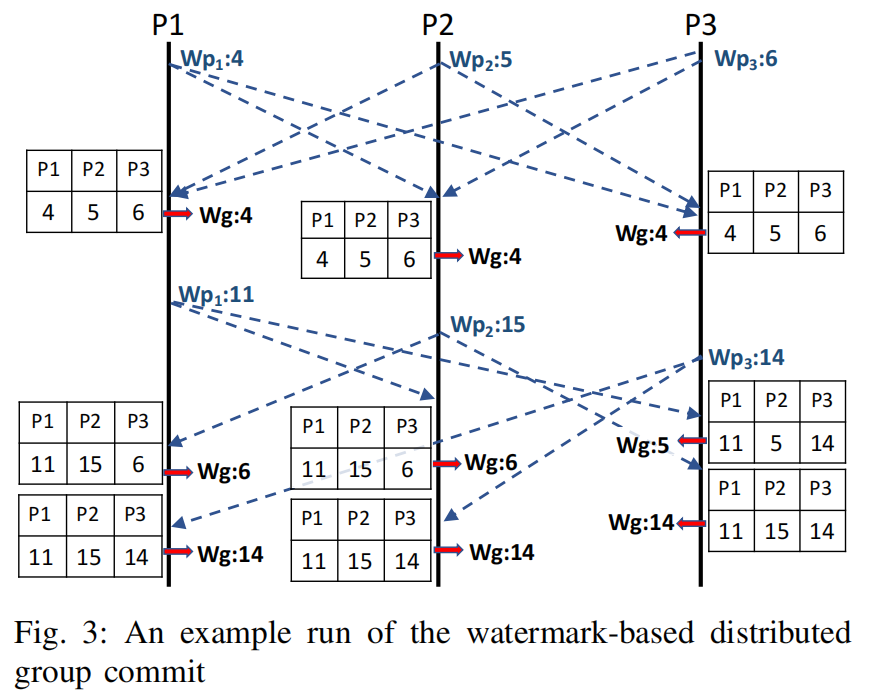 P1 P2 P3
Wp1:4 Wp2:5 Wp3:6
P1 P2 P3
4 5 6
Wg:4
P1 P2 P3
4 5 6
Wg:4
P1 P2 P3
4 5 6
Wg:4
Wp1:11
Wp2:15
Wp3:14
P1 P2 P3
11 15 6
Wg:6
P1 P2 P3
11 15 6
Wg:6
P1 P2 P3
11 5 14
Wg:5
P1 P2 P3
11 15 14
Wg:14
P1 P2 P3
11 15 14
Wg:14
P1 P2 P3
11 15 14
Wg:14
Fig. 3: An example run of the watermark-based distributed
group commit